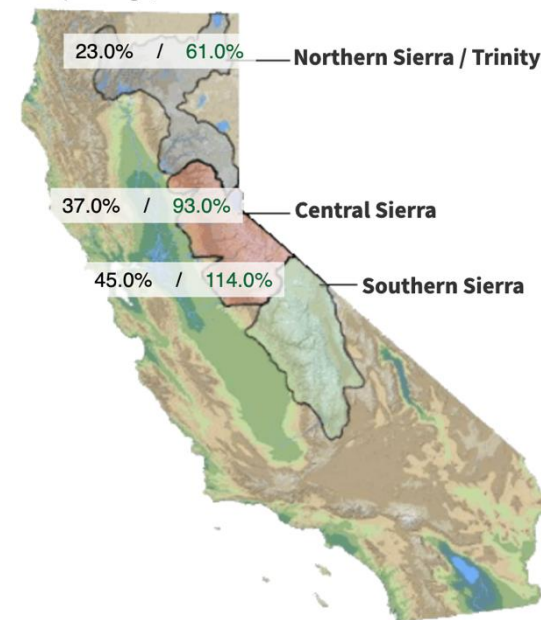 23.0% / 61.0% Northern Sierra / Trinity
37.0% / 93.0% Central Sierra
45.0% / 114.0% Southern Sierra